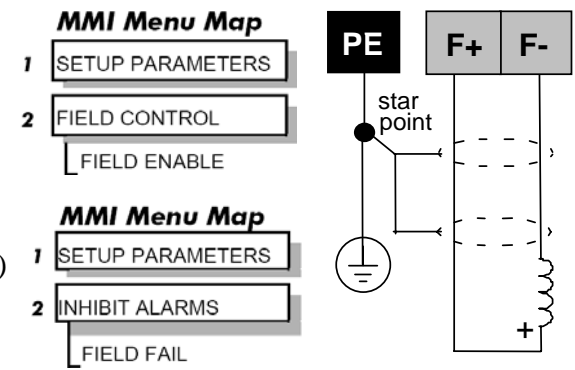 MMI Menu Map
1 SETUP PARAMETERS
2 FIELD CONTROL
FIELD ENABLE
MMI Menu Map
)
1 SETUP PARAMETERS
2 INHIBIT ALARMS
FIELD FAIL
PE
F+ F-
star
point
+